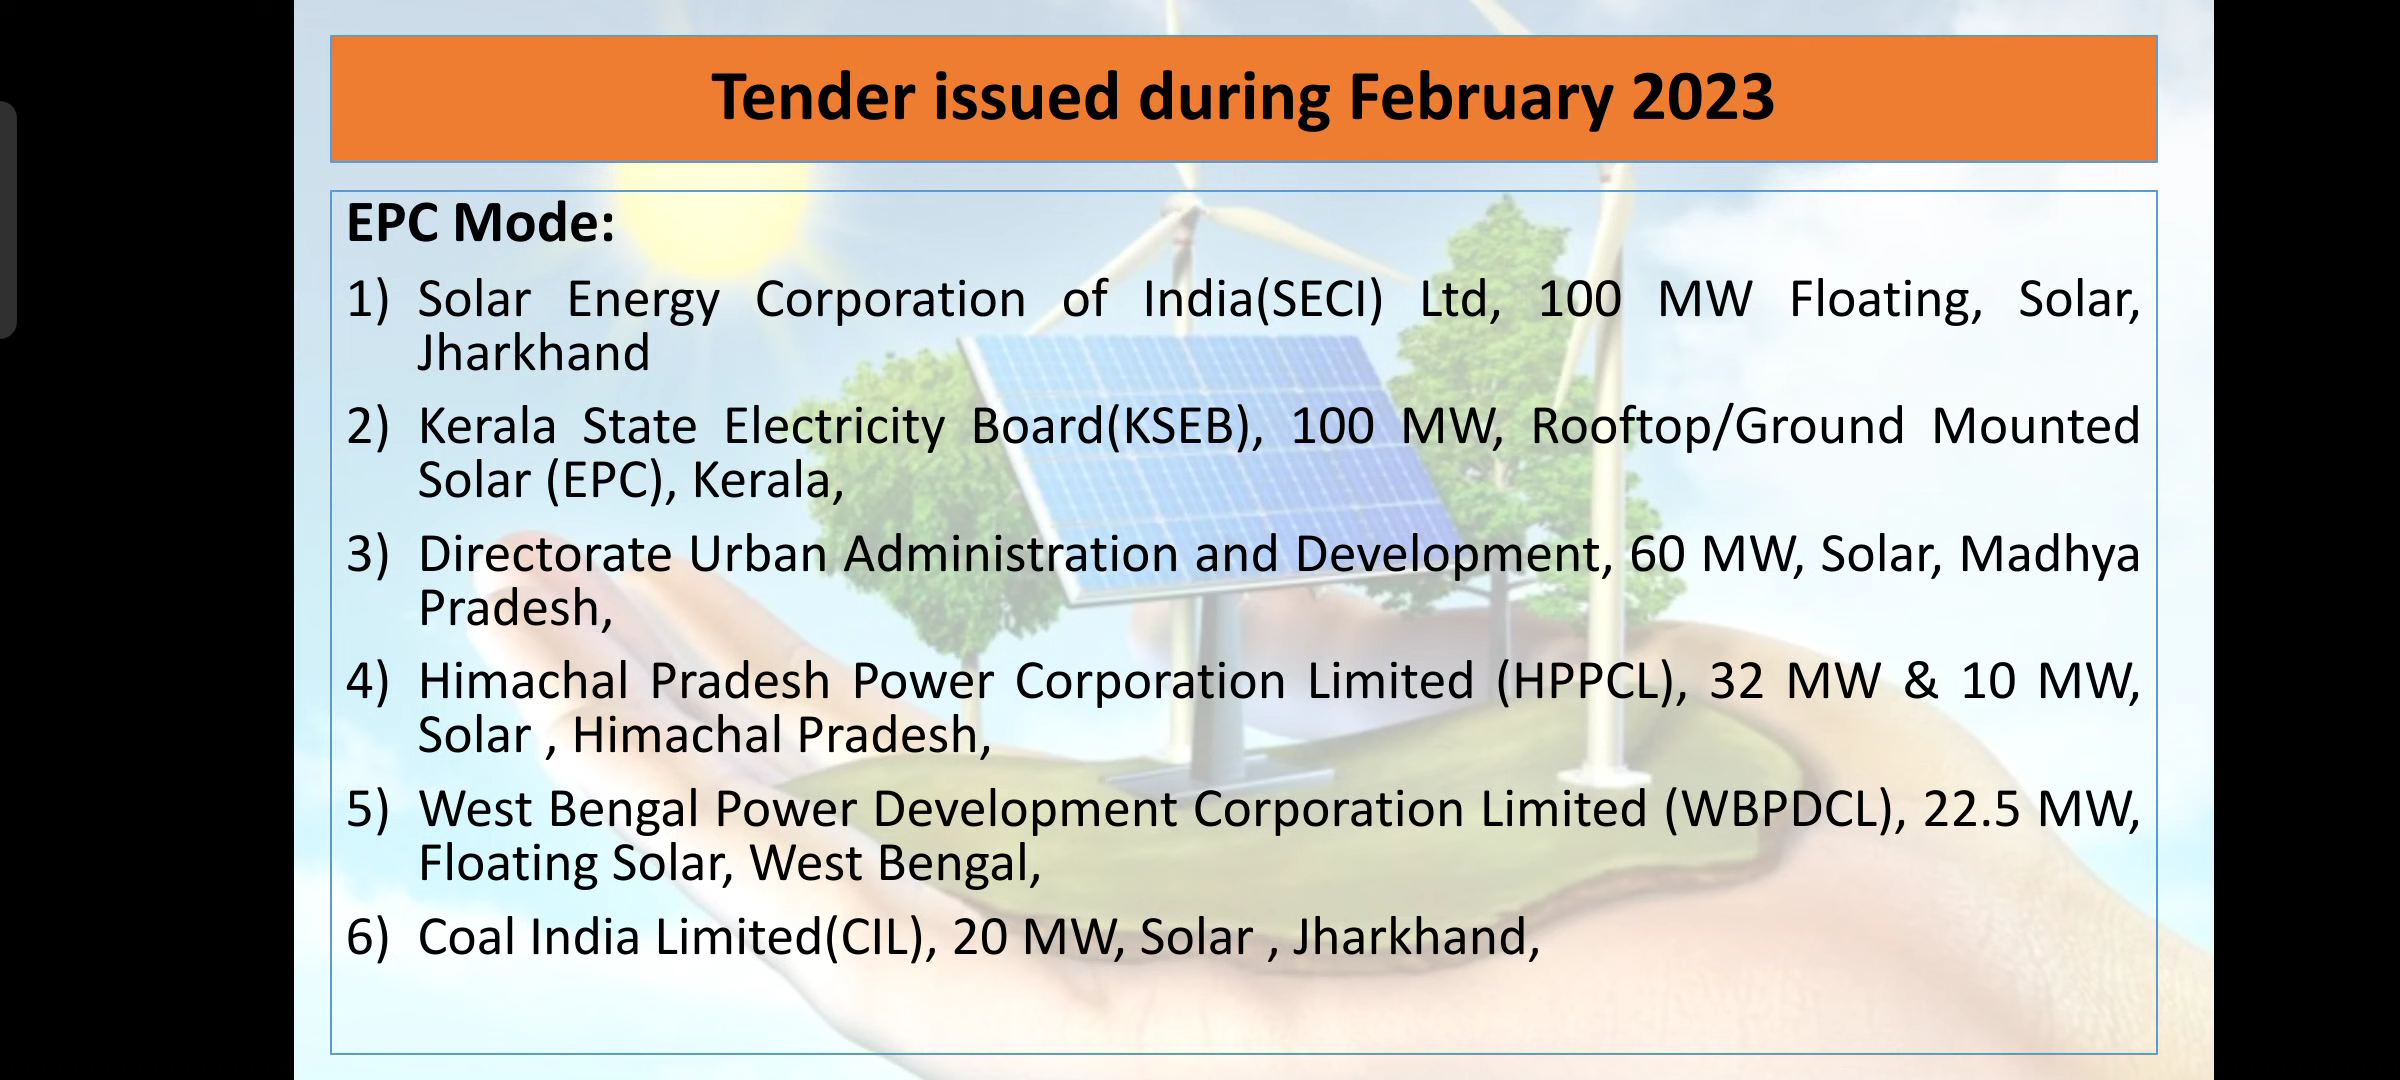 Tender issued during February 2023
EPC Mode:
1) Solar Energy Corporation of India(SECI) Ltd, 100 MW Floating, Solar,
Jharkhand
2) Kerala State Electricity Board(KSEB), 100 MW, Rooftop/Ground Mounted
Solar (EPC), Kerala,
3) Directorate Urban Administration and Development, 60 MW, Solar, Madhya
Pradesh,
4) Himachal Pradesh Power Corporation Limited (HPPCL), 32 MW & 10 MW,
Solar , Himachal Pradesh,
5) West Bengal Power Development Corporation Limited (WBPDCL), 22.5 MW,
Floating Solar, West Bengal,
6) Coal India Limited(CIL), 20 MW, Solar , Jharkhand,